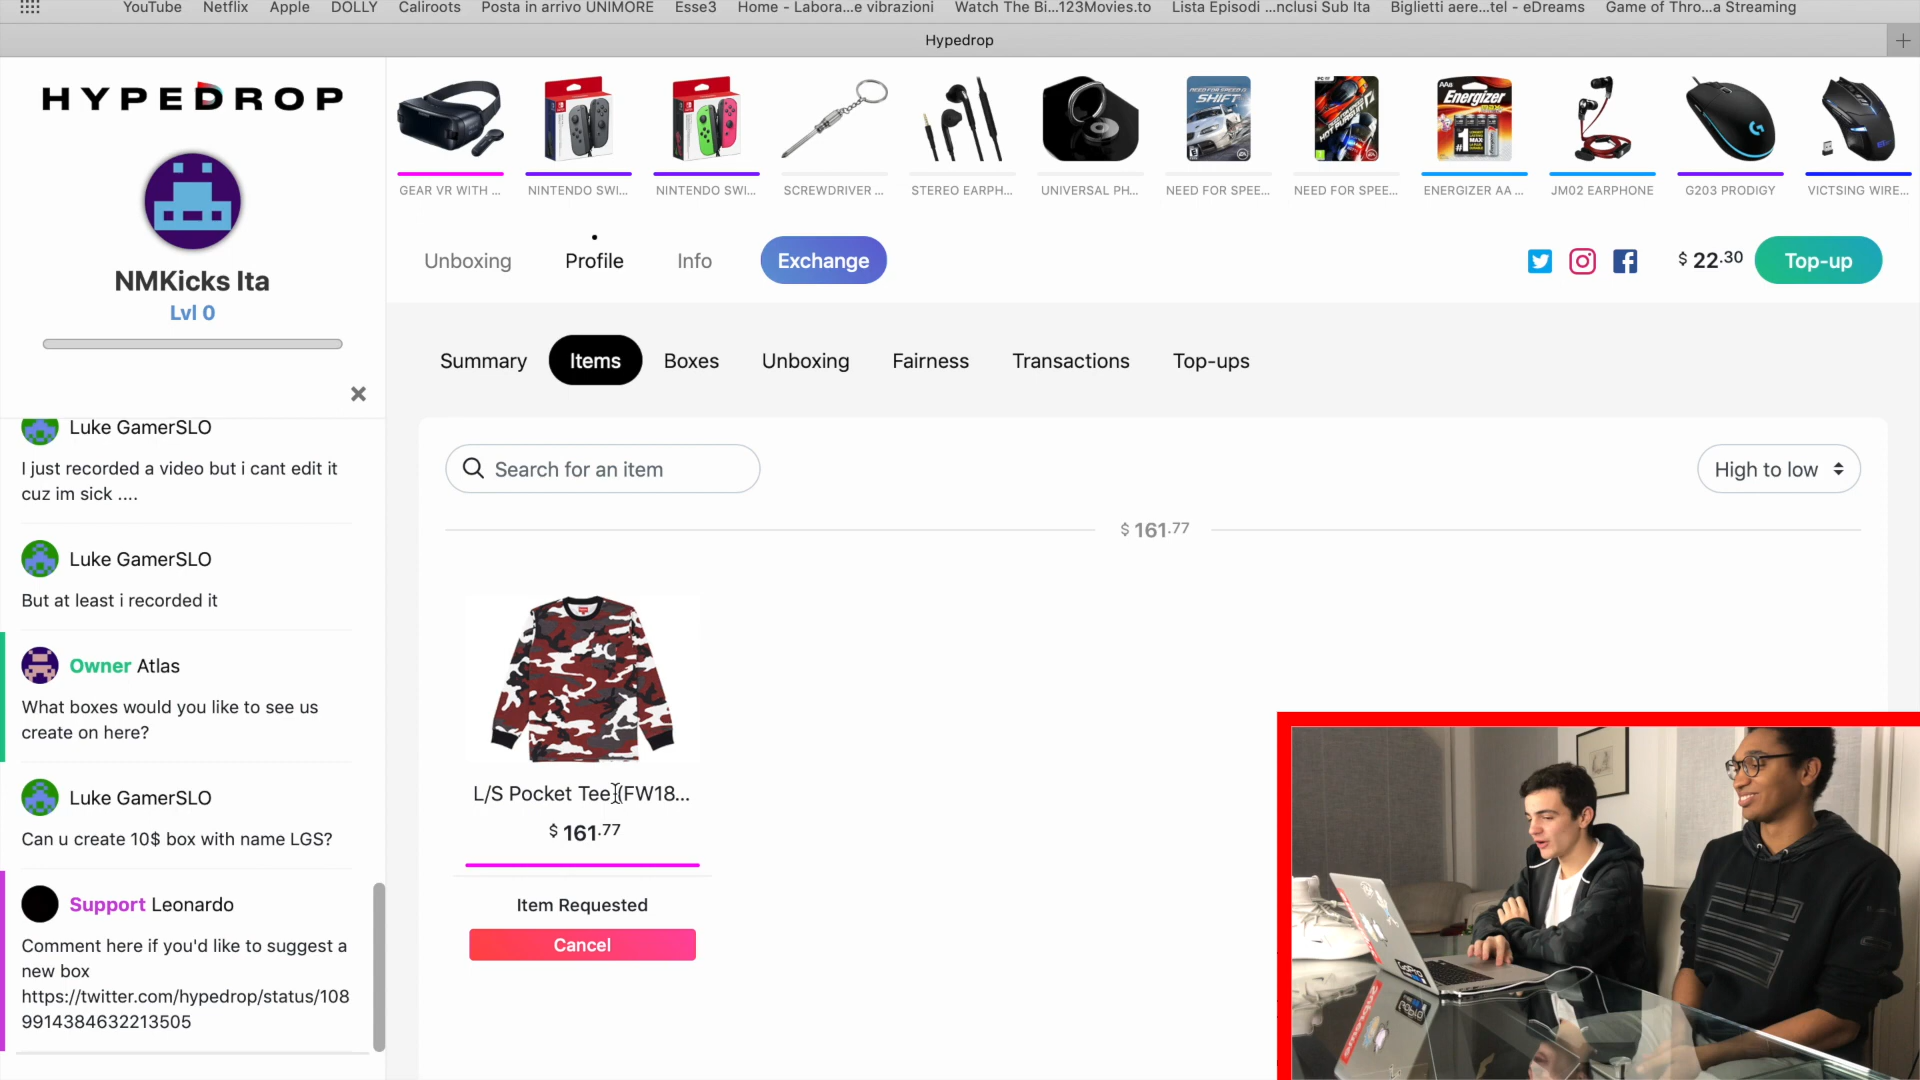 YouTube Netflix Apple DOLLY Caliroots Posta in arrivo UNIMORE Esse3 Home - Labora...e vibrazioni Watch The Bi...123Movies.to Lista Episodi ...nclusi Sub Ita Biglietti aere...tel - eDreams Game of Thro...a Streaming
Hypedrop
HYPEDROP
GEAR VR WITH ...
NINTENDO SWI...
NINTENDO SWI...
SCREWDRIVER ...
STEREO EARPH...
UNIVERSAL PH...
NEED FOR SPEE...
NEED FOR SPEE...
ENERGIZER AA ...
JM02 EARPHONE
G203 PRODIGY
VICTSING WIRE...
SHIFT
Energizer
#1
MAX
NMKicks Ita
Lvl 0
Unboxing Profile Info Exchange
$ 22.30 Top-up
Summary Items Boxes Unboxing Fairness Transactions Top-ups
Search for an item
High to low
$ 161.77
L/S Pocket Tee (FW18...
$ 161.77
Item Requested
Cancel
Luke GamerSLO
I just recorded a video but i cant edit it
cuz im sick ....
Luke GamerSLO
But at least i recorded it
Owner Atlas
What boxes would you like to see us
create on here?
Luke GamerSLO
Can u create 10$ box with name LGS?
Support Leonardo
Comment here if you'd like to suggest a
new box
https://twitter.com/hypedrop/status/108
9914384632213505
GoPro